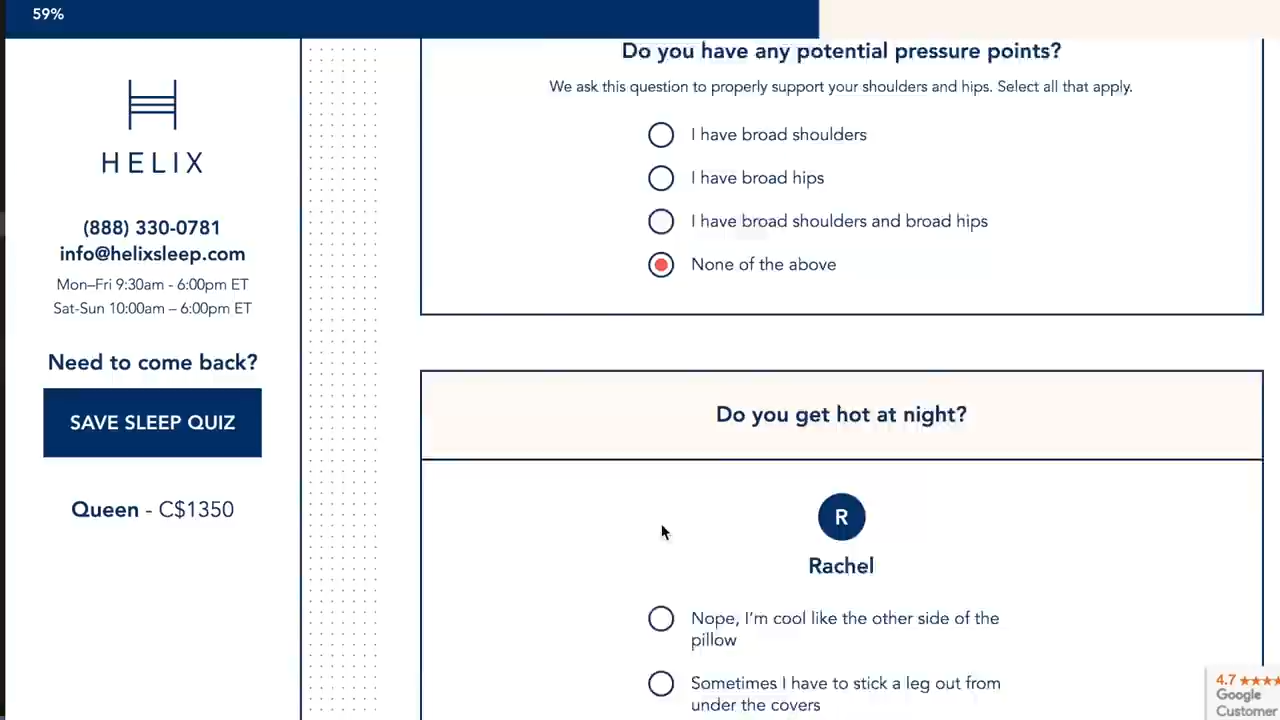 59%
HELIX
(888) 330-0781
info@helixsleep.com
Mon–Fri 9:30am - 6:00pm ET
Sat-Sun 10:00am – 6:00pm ET
Need to come back?
SAVE SLEEP QUIZ
Queen - C$1350
Do you have any potential pressure points?
We ask this question to properly support your shoulders and hips. Select all that apply.
I have broad shoulders
I have broad hips
I have broad shoulders and broad hips
None of the above
Do you get hot at night?
R
Rachel
Nope, I'm cool like the other side of the
pillow
Sometimes I have to stick a leg out from
under the covers
4.7 ★★★★
Google
Customer